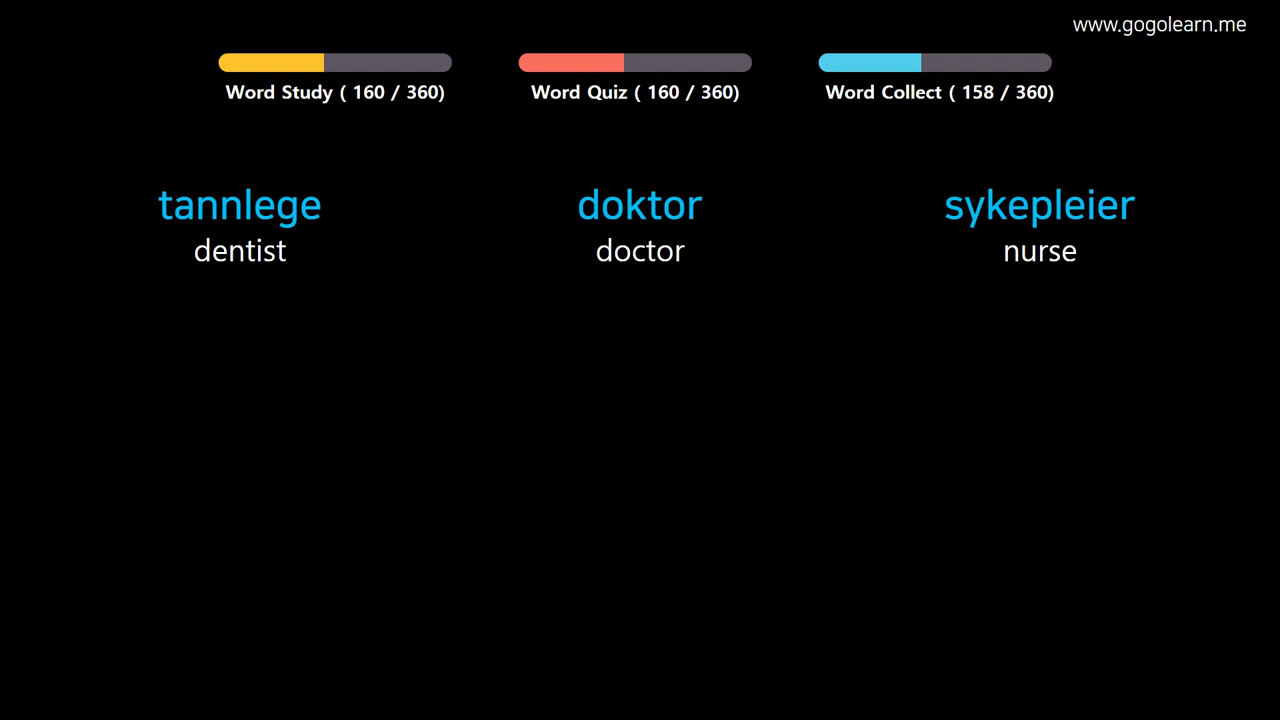 www.gogolearn.me
Word Study ( 160 / 360)
Word Quiz ( 160 / 360)
Word Collect ( 158 / 360)
tannlege
doktor
sykepleier
dentist
doctor
nurse